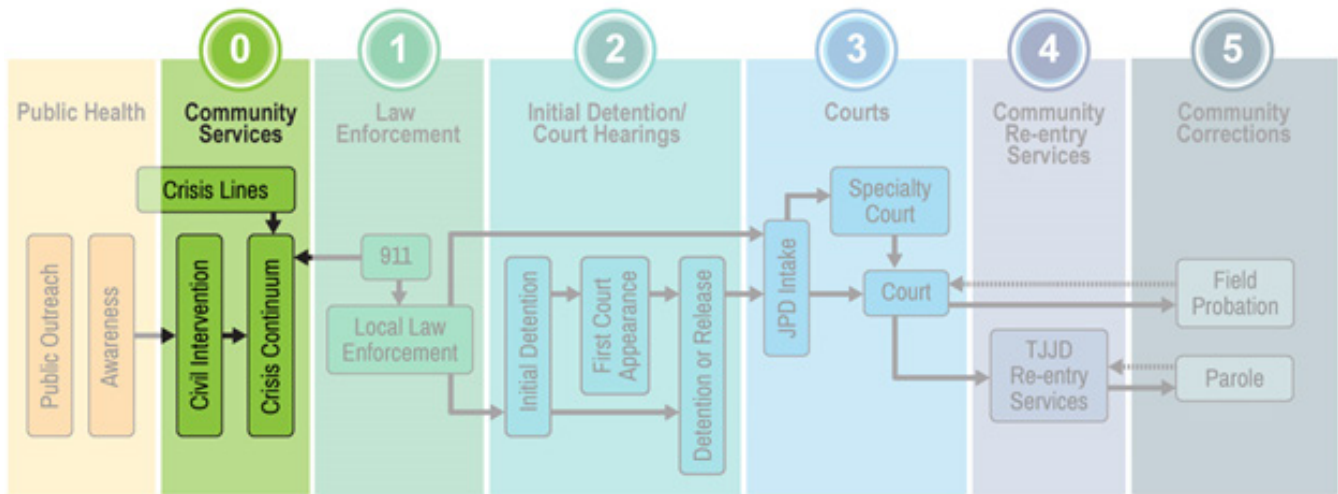 0
1
2
3
4
5
Public Health
Community
Services
Law
Enforcement
Initial Detention/
Court Hearings
Courts
Community
Re-entry
Services
Community
Corrections
Crisis Lines
Public Outreach
Awareness
Civil Intervention
Crisis Continuum
911
Local Law
Enforcement
Initial Detention
First Court
Appearance
Detention or Release
JPD Intake
Specialty
Court
Court
TJJD
Re-entry
Services
Field
Probation
Parole